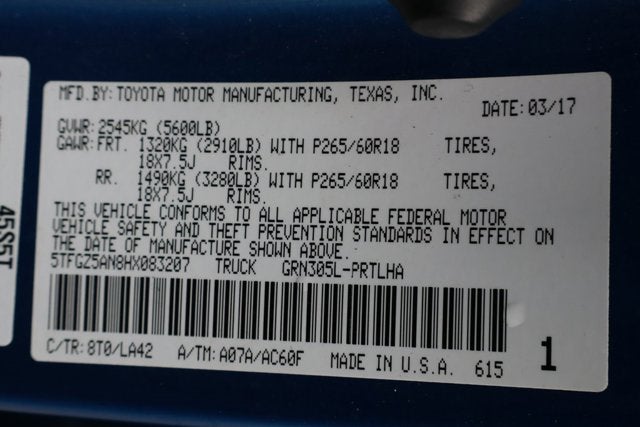 MFD.BY:TOYOTA MOTOR MANUFACTURING, TEXAS, INC.
DATE:03/17
GVWR:2545KG (5600LB)
GAWR:FRT. 1320KG (2910LB) WITH P265/60R18 TIRES,
18X7.5J RIMS.
RR. 1490KG (3280LB) WITH P265/60R18 TIRES,
18X7.5J RIMS.
THIS VEHICLE CONFORMS TO ALL APPLICABLE FEDERAL MOTOR
VEHICLE SAFETY AND THEFT PREVENTION STANDARDS IN EFFECT ON
THE DATE OF MANUFACTURE SHOWN ABOVE.
5TFGZ5AN8HX083207 TRUCK GRN305L-PRTLHA
C/TR:8T0/LA42 A/TM:A07A/AC60F MADE IN U.S.A. 615
1